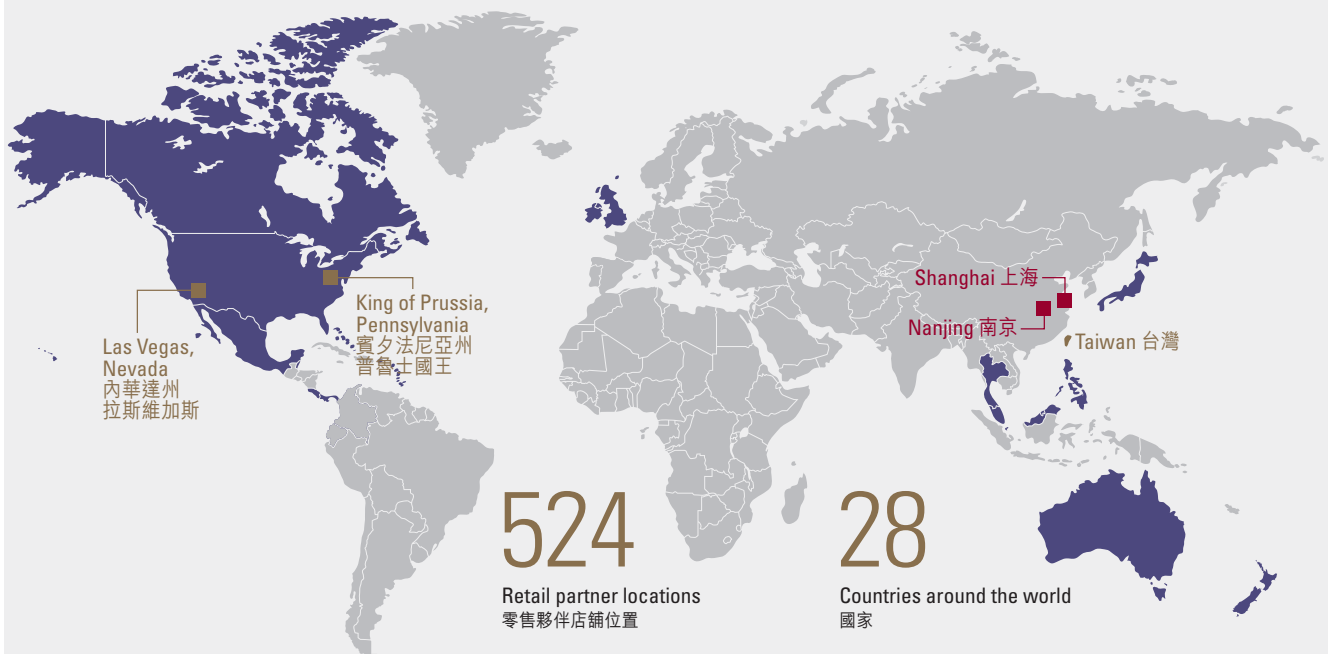 Shanghai 上海
Nanjing 南京
Taiwan 台灣
King of Prussia,
Pennsylvania
賓夕法尼亞州
普魯士國王
Las Vegas,
Nevada
內華達州
拉斯維加斯
524
Retail partner locations
零售夥伴店舖位置
28
Countries around the world
國家